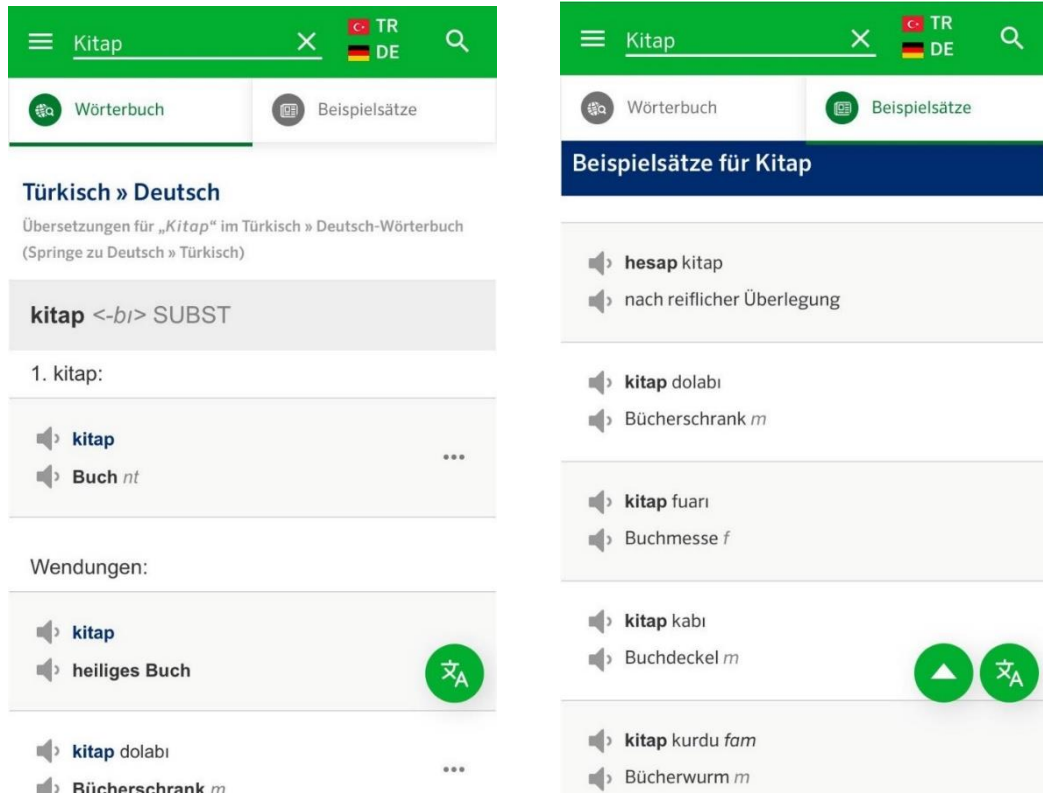 Kitap
TR
DE
Wörterbuch
Beispielsätze
Türkisch » Deutsch
Übersetzungen für „Kitap“ im Türkisch » Deutsch-Wörterbuch
(Springe zu Deutsch » Türkisch)
kitap <-bı> SUBST
1. kitap:
kitap
Buch nt
Wendungen:
kitap
heiliges Buch
kitap dolabı
Bücherschrank m
Kitap
TR
DE
Wörterbuch
Beispielsätze
Beispielsätze für Kitap
hesap kitap
nach reiflicher Überlegung
kitap dolabı
Bücherschrank m
kitap fuarı
Buchmesse f
kitap kabı
Buchdeckel m
kitap kurdu fam
Bücherwurm m